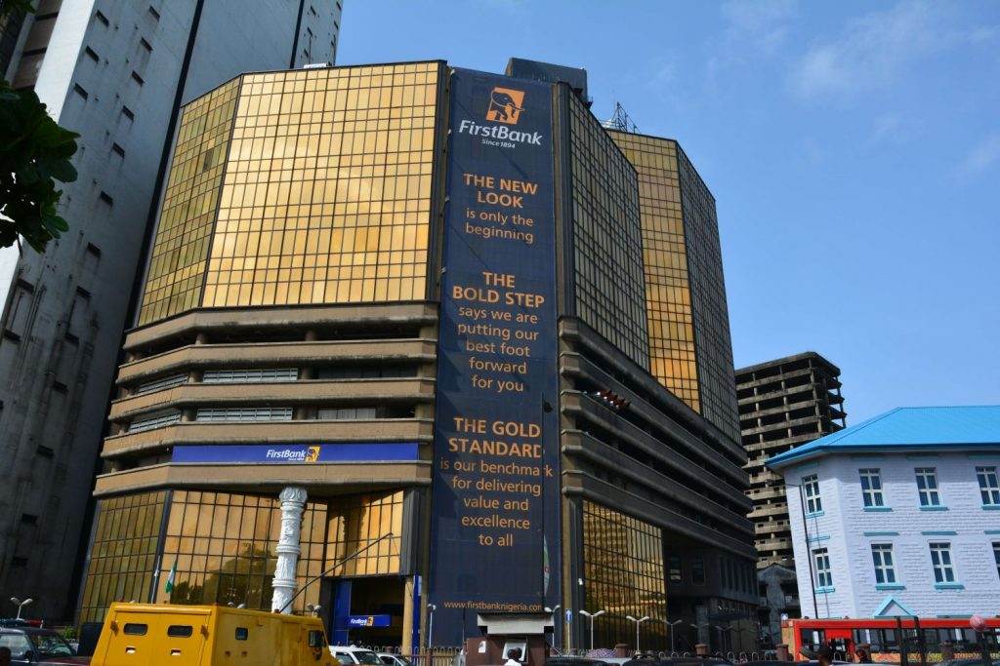 FirstBank
Since 1894
THE NEW
LOOK
is only the
beginning
THE
BOLD STEP
says we are
putting our
best foot
forward
for you
THE GOLD
STANDARD
is our benchmark
for delivering
value and
excellence
to all
www.firstbanknigeria.com
FirstBank
Since 1894
FirstBank